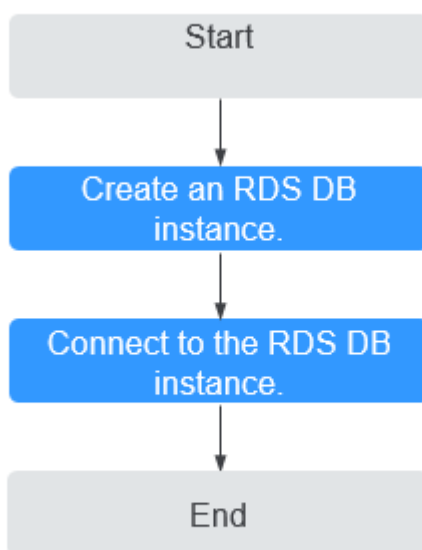 Start
Create an RDS DB
instance.
Connect to the RDS DB
instance.
End